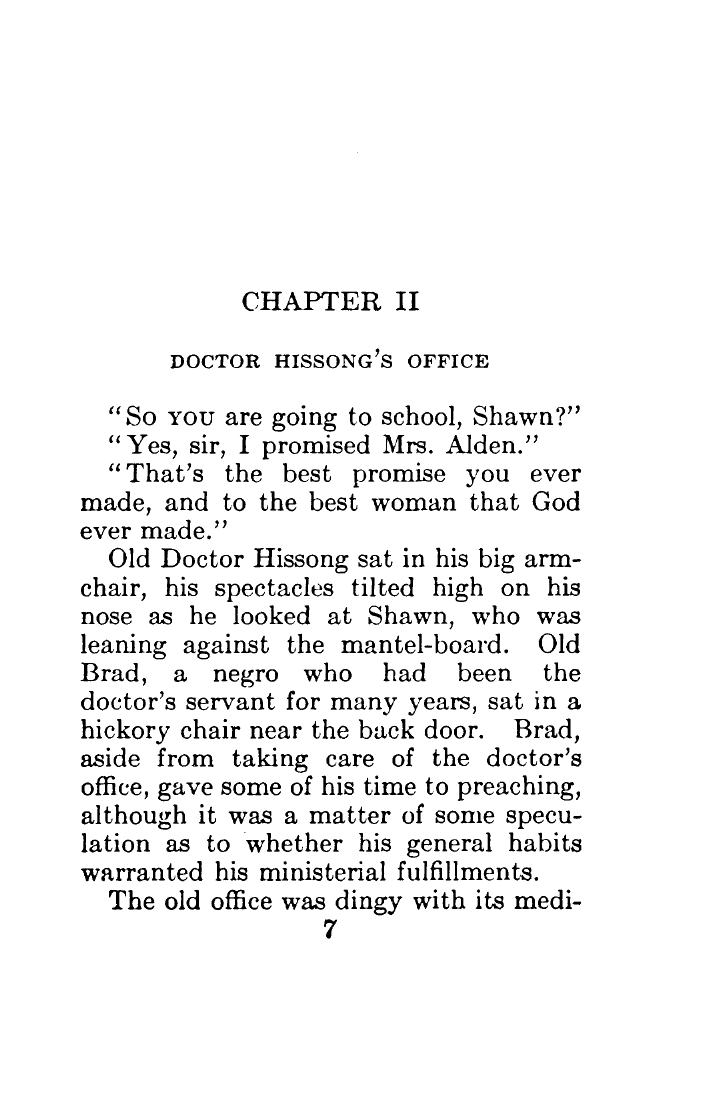 CHAPTER II
DOCTOR HISSONG'S OFFICE
"So YOU are going to school, Shawn?"
"Yes, sir, I promised Mrs. Alden."
"That's the best promise you ever
made, and to the best woman that God
ever made."
Old Doctor Hissong sat in his big arm-
chair, his spectacles tilted high on his
nose as he looked at Shawn, who was
leaning against the mantel-board. Old
Brad, a negro who had been the
doctor's servant for many years, sat in a
hickory chair near the back door. Brad,
aside from taking care of the doctor's
office, gave some of his time to preaching,
although it was a matter of some specu-
lation as to whether his general habits
warranted his ministerial fulfillments.
The old office was dingy with its medi-
7